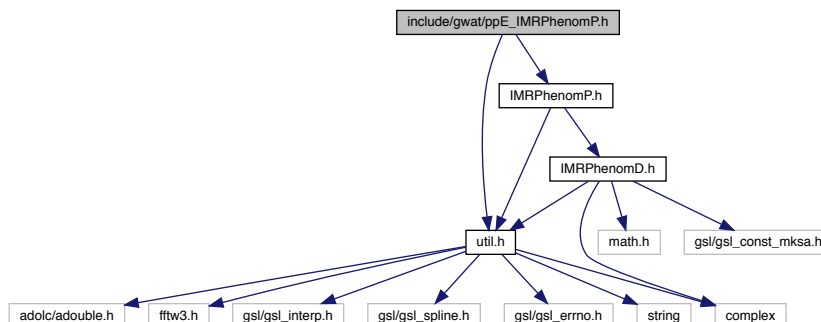 include/gwat/ppE_IMRPhenomP.h
IMRPhenomP.h
IMRPhenomD.h
util.h
math.h
gsl/gsl_const_mksa.h
adolc/adouble.h
fftw3.h
gsl/gsl_interp.h
gsl/gsl_spline.h
gsl/gsl_errno.h
string
complex